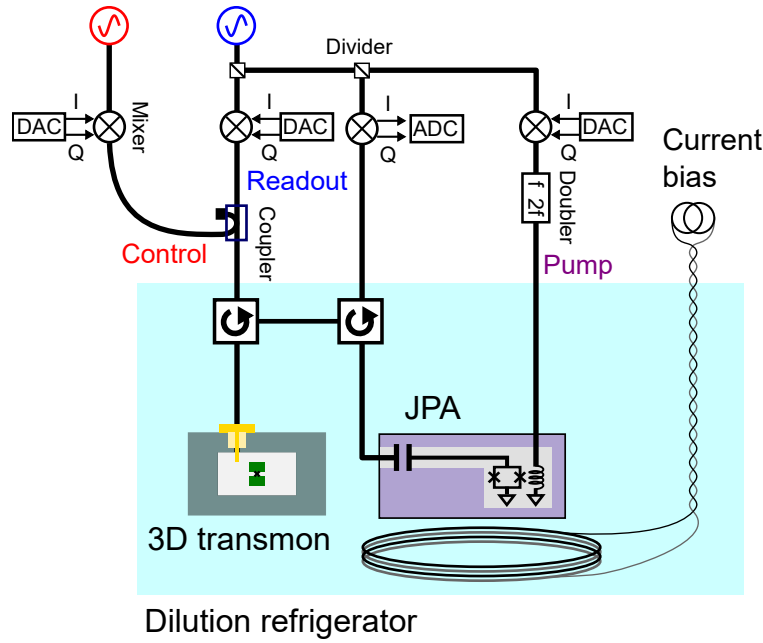 Divider
I
DAC
Q
Mixer
I
DAC
Q
I
ADC
Q
I
DAC
Q
Readout
Control
Coupler
f 2f
Doubler
Pump
Current
bias
JPA
3D transmon
Dilution refrigerator